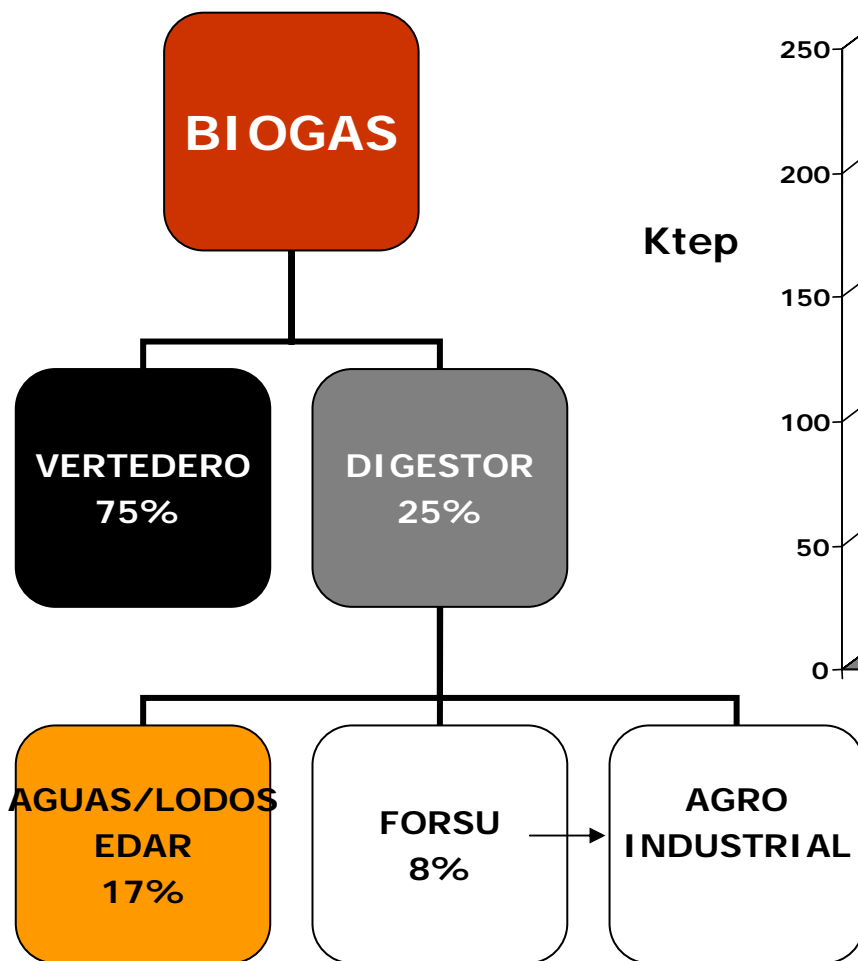 BIOGAS
VERTEDERO
75%
DIGESTOR
25%
AGUAS/LODOS
EDAR
17%
FORSU
8%
AGRO
INDUSTRIAL
Ktep
250
200
150
100
50
0